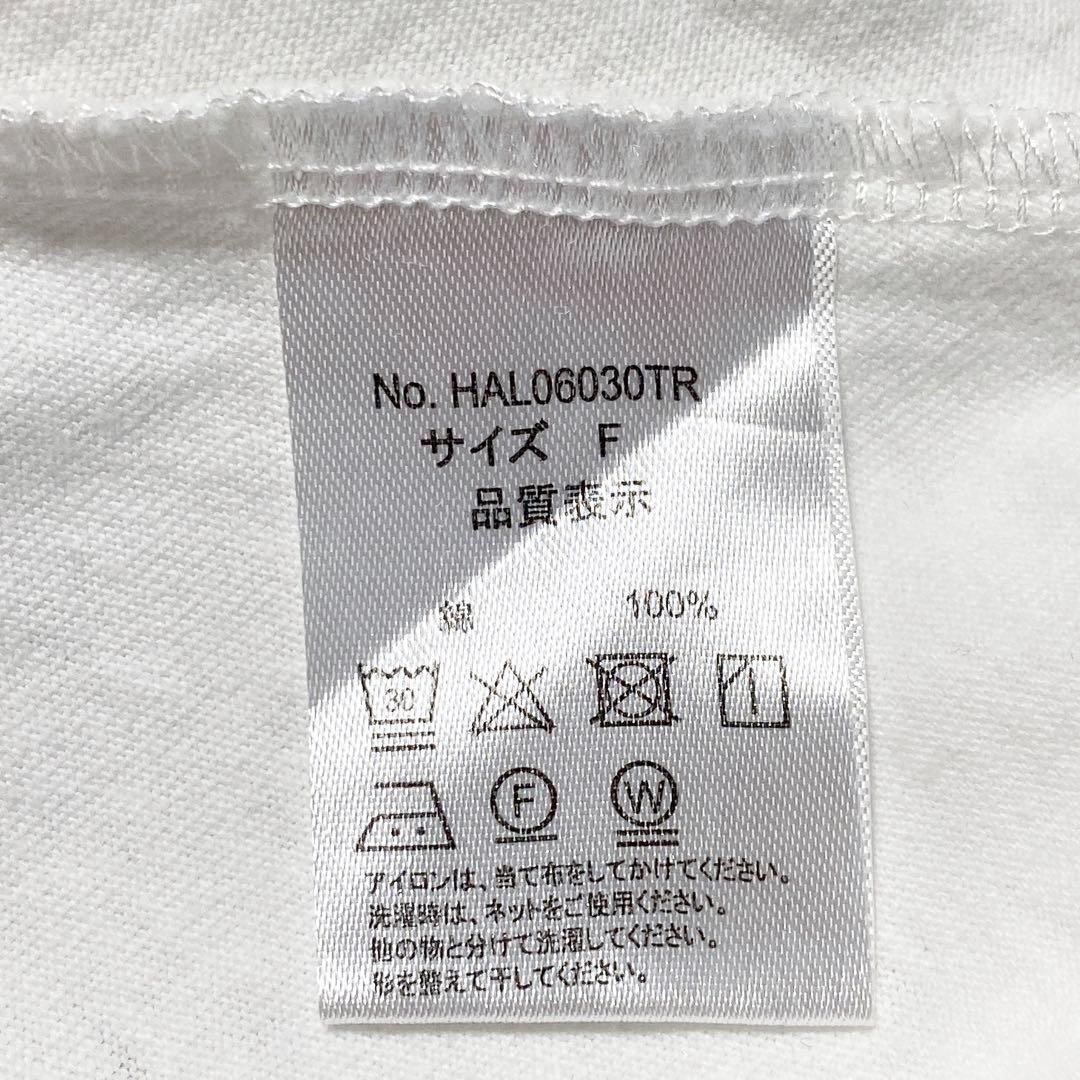 No. HAL06030TR
サイズ F
品質表示
綿 100%
30
F W
アイロンは、当て布をしてかけてください。
洗濯時は、ネットをご使用ください。
他の物と分けて洗濯してください。
形を整えて干してください。